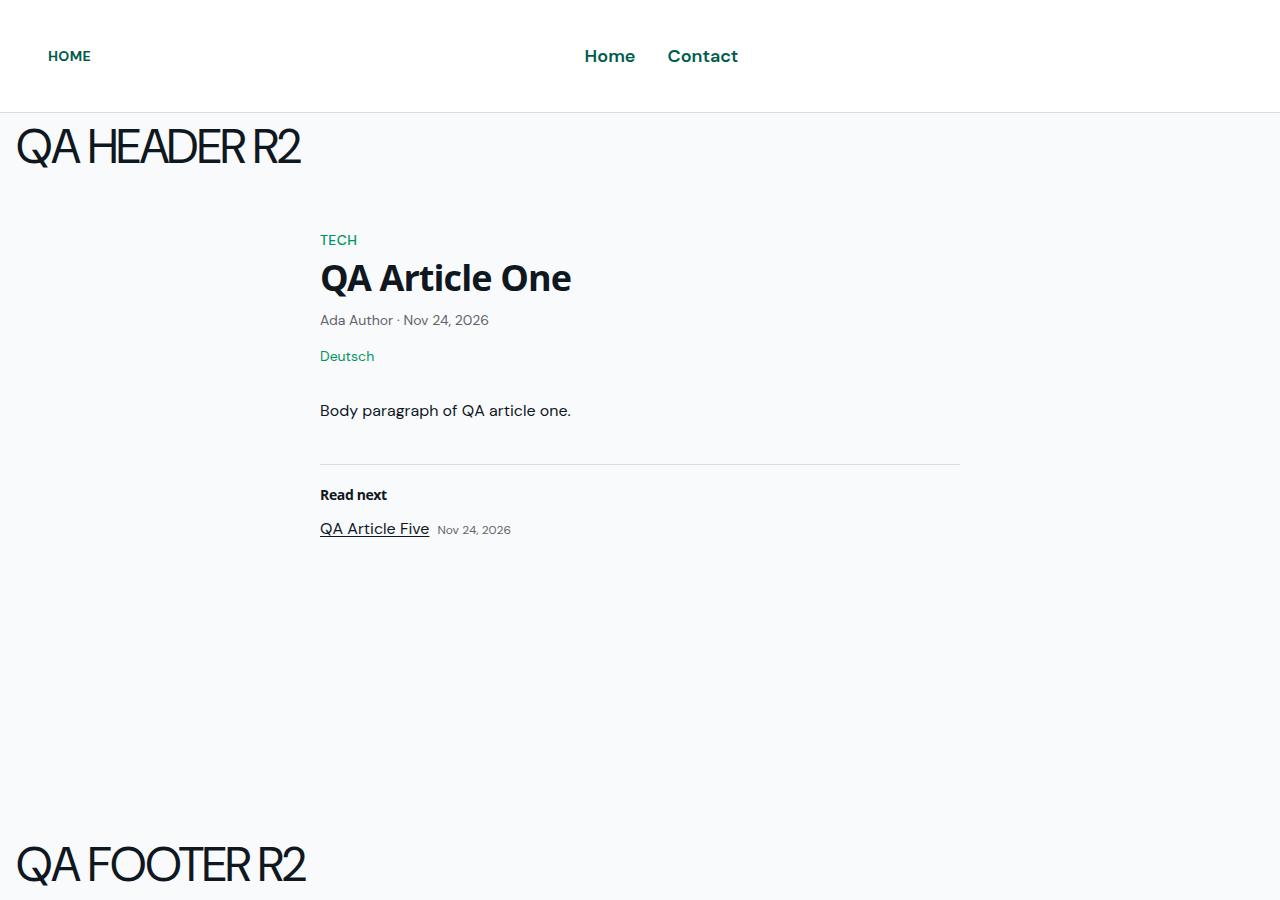 HOME
Home Contact
QA HEADER R2
TECH
QA Article One
Ada Author · Nov 24, 2026
Deutsch
Body paragraph of QA article one.
Read next
QA Article Five Nov 24, 2026
QA FOOTER R2